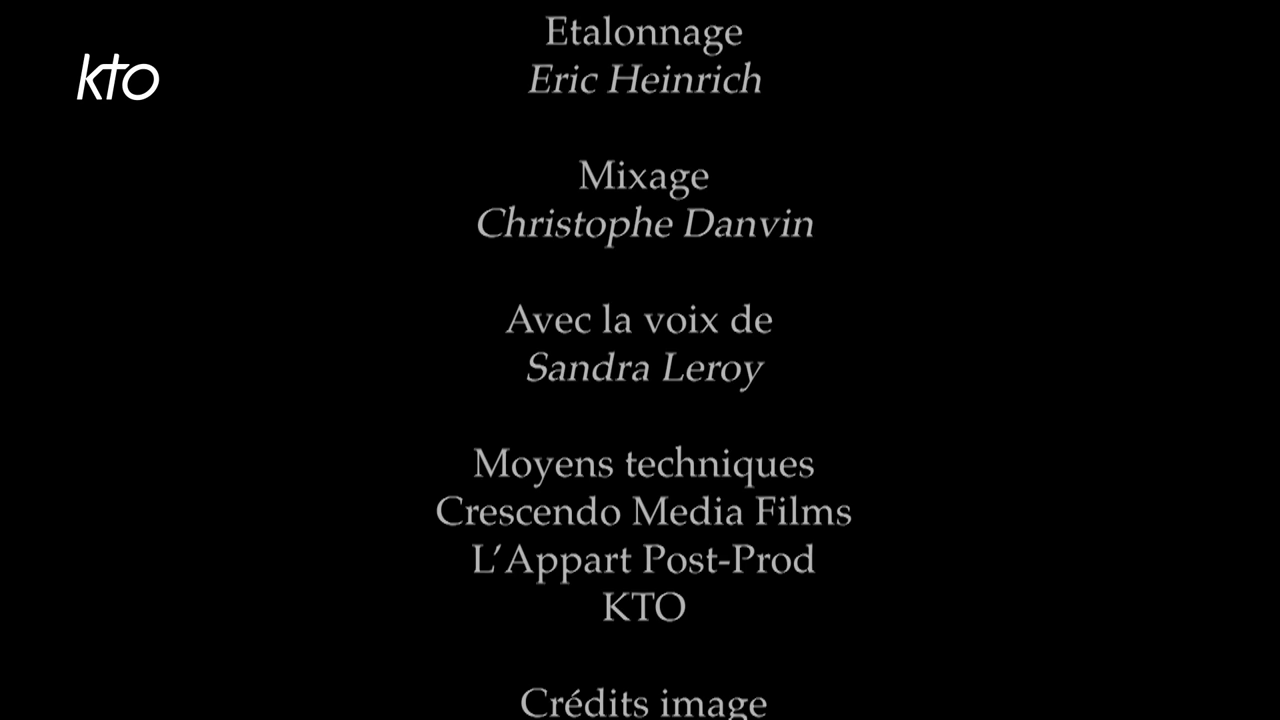 kto
Etalonnage
Eric Heinrich
Mixage
Christophe Danvin
Avec la voix de
Sandra Leroy
Moyens techniques
Crescendo Media Films
L'Appart Post-Prod
KTO
Crédits image